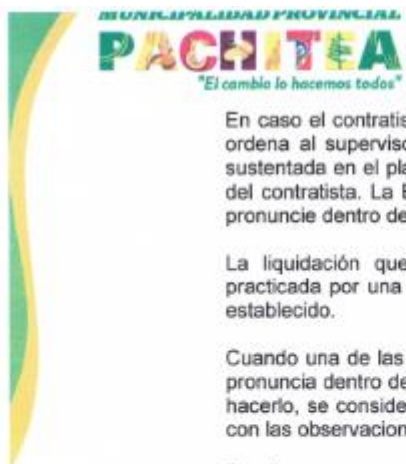 MUNICIPALIDAD PROVINCIAL
PACHITEA
"El cambio lo hacemos todos"
En caso el contratis
ordena al superviso
sustentada en el pla
del contratista. La E
pronuncie dentro de
La liquidación que
practicada por una
establecido.
Cuando una de las
pronuncia dentro de
hacerlo, se conside
con las observacion